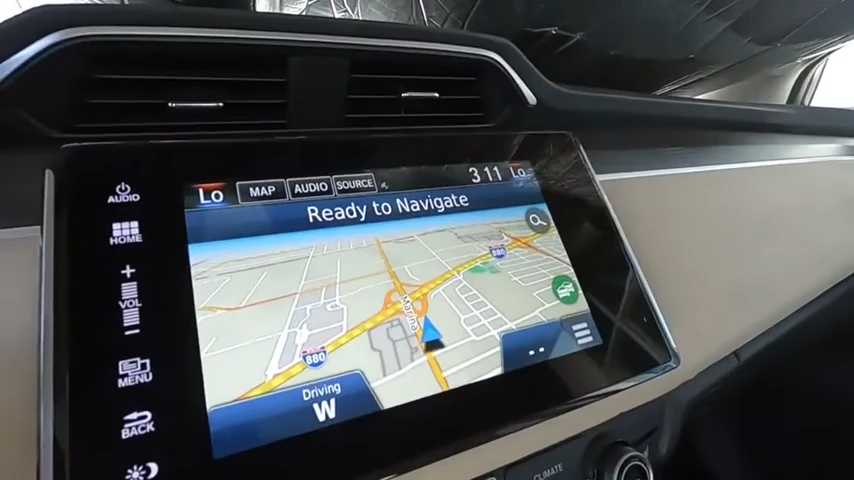 AUDIO
HOME
+
VOL
−
MENU
BACK
Lo MAP AUDIO SOURCE 3:11 Lo
Ready to Navigate
880
Marina
880
Driving
W
CLIMATE